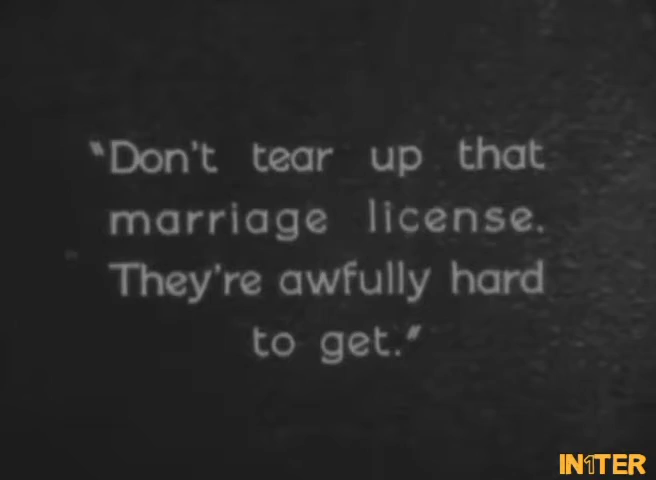 "Don't tear up that
marriage license.
They're awfully hard
to get."
IN1TER